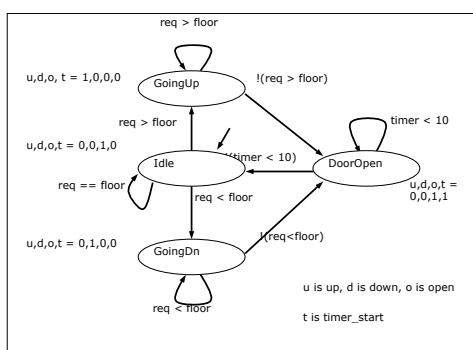 req > floor
u,d,o, t = 1,0,0,0
GoingUp
!(req > floor)
req > floor
timer < 10
u,d,o,t = 0,0,1,0
Idle
(timer < 10)
DoorOpen
req == floor
req < floor
u,d,o,t =
0,0,1,1
u,d,o,t = 0,1,0,0
!(req<floor)
GoingDn
u is up, d is down, o is open
req < floor
t is timer_start